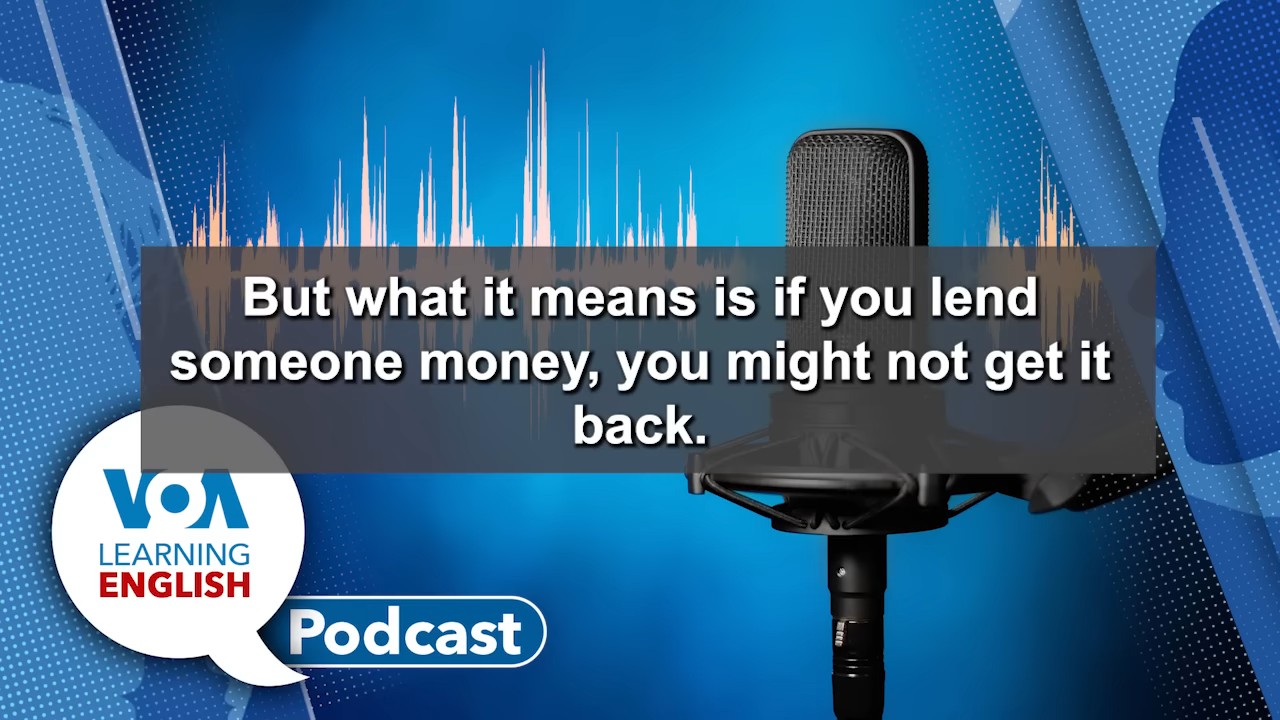 But what it means is if you lend
someone money, you might not get it
back.
VOA
LEARNING
ENGLISH
Podcast